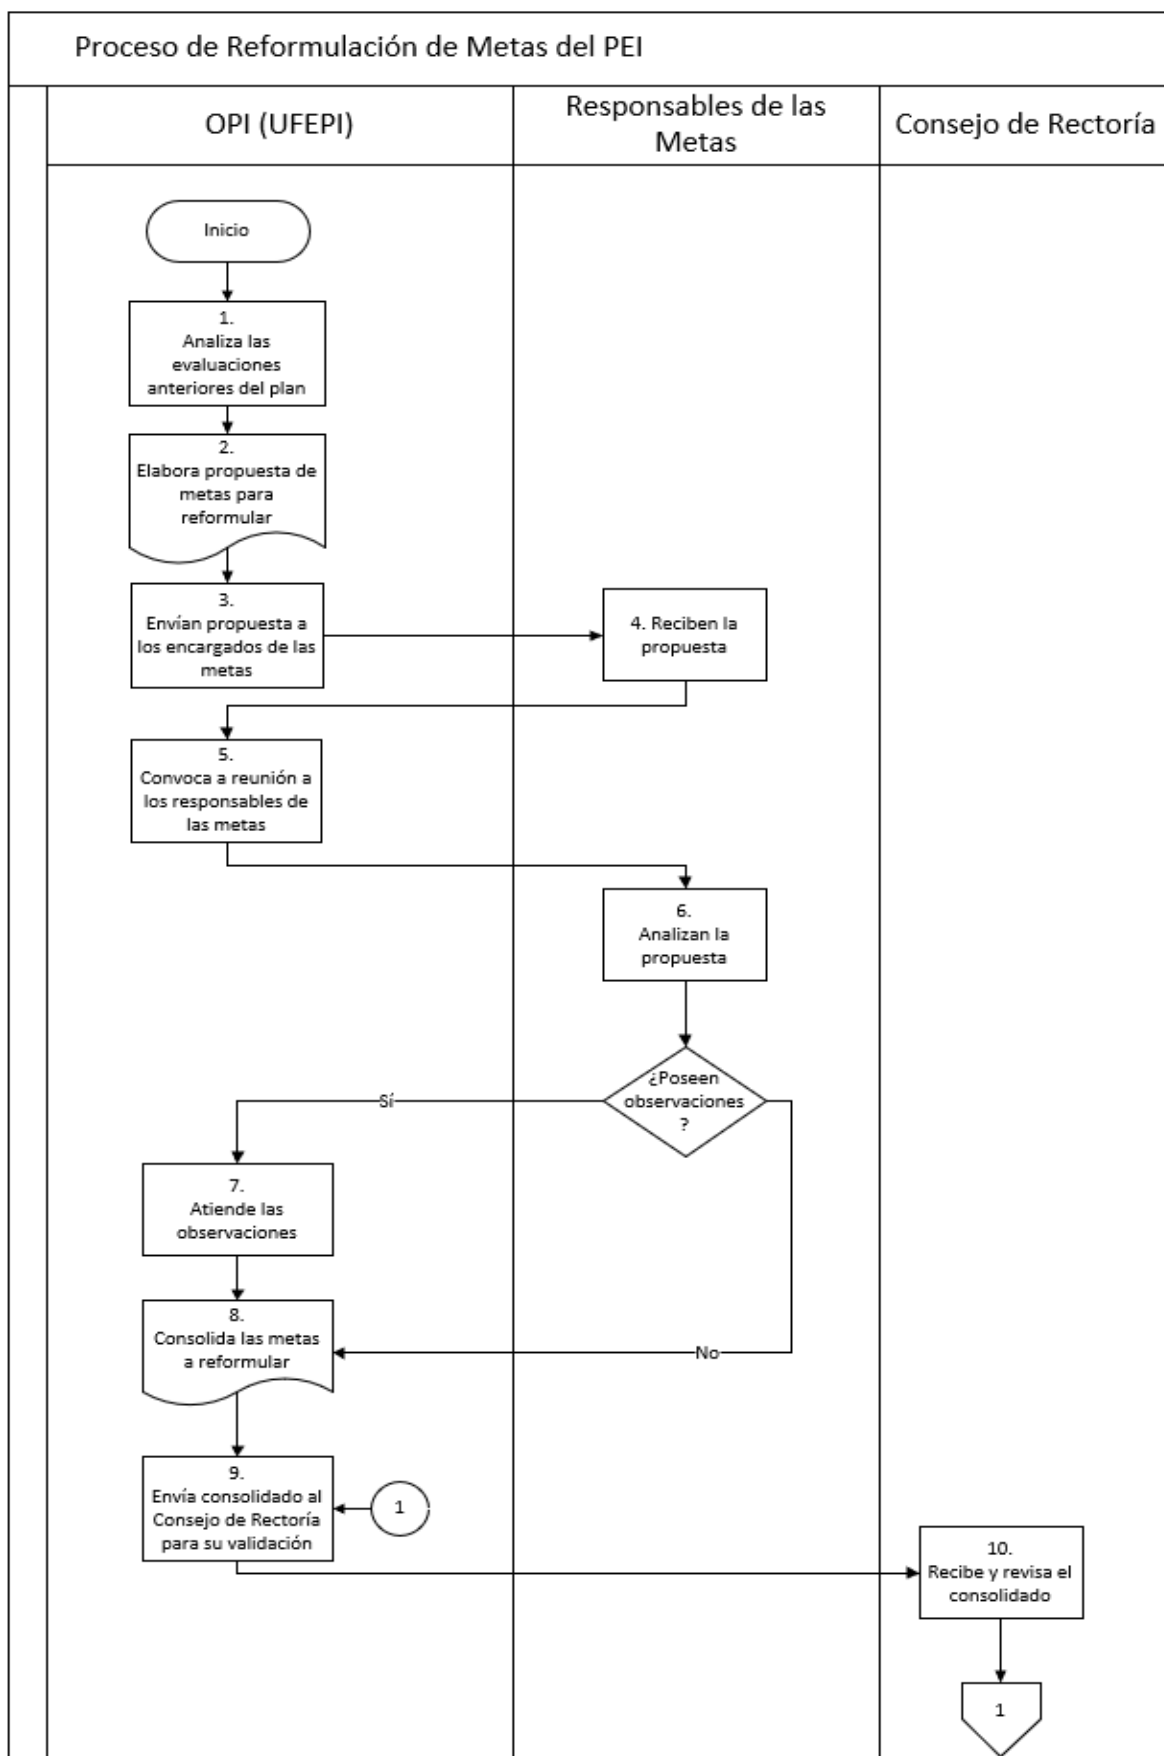 Proceso de Reformulación de Metas del PEI
OPI (UFEPI)
Responsables de las
Metas
Consejo de Rectoría
Inicio
1.
Analiza las
evaluaciones
anteriores del plan
2.
Elabora propuesta de
metas para
reformular
3.
Envían propuesta a
los encargados de las
metas
4. Reciben la
propuesta
5.
Convoca a reunión a
los responsables de
las metas
6.
Analizan la
propuesta
¿Poseen
observaciones
?
Sí
7.
Atiende las
observaciones
8.
Consolida las metas
a reformular
No
9.
Envía consolidado al
Consejo de Rectoría
para su validación
1
10.
Recibe y revisa el
consolidado
1